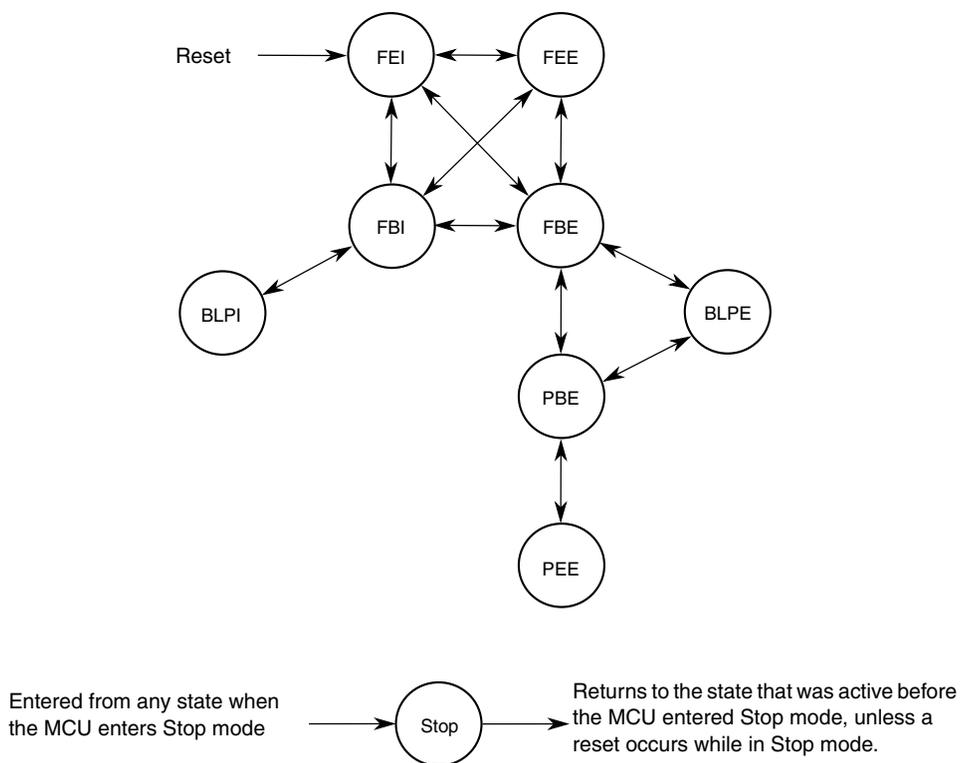 Reset
FEI
FEE
FBI
FBE
BLPI
BLPE
PBE
PEE
Entered from any state when
the MCU enters Stop mode
Stop
Returns to the state that was active before
the MCU entered Stop mode, unless a
reset occurs while in Stop mode.